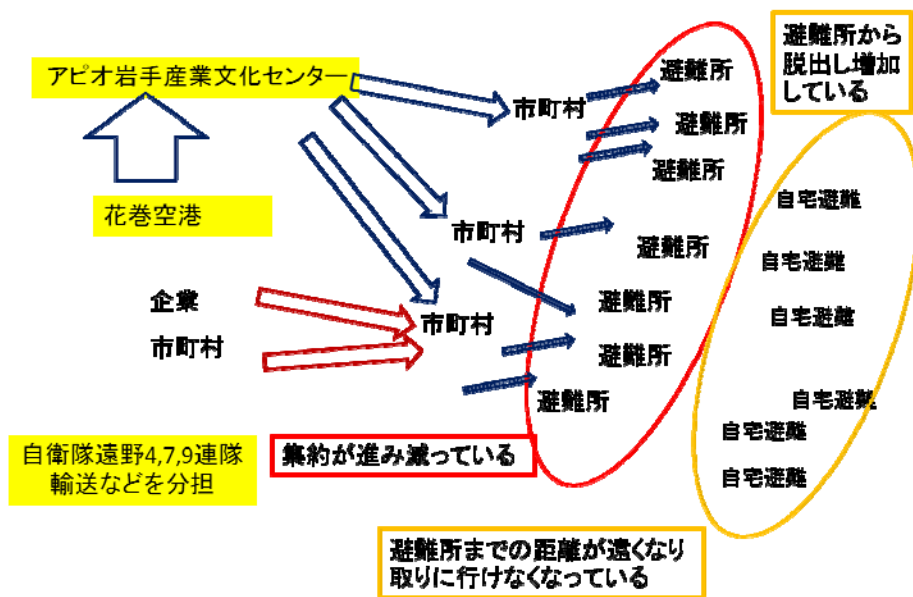 避難所から
脱出し増加
している
アピオ岩手産業文化センター
避難所
市町村
避難所
避難所
自宅避難
花巻空港
市町村
避難所
自宅避難
企業
避難所
自宅避難
市町村
市町村
避難所
避難所
自宅避難
自宅避難
自衛隊遠野4,7,9連隊
輸送などを分担
集約が進み減っている
自宅避難
避難所までの距離が遠くなり
取りに行けなくなっている